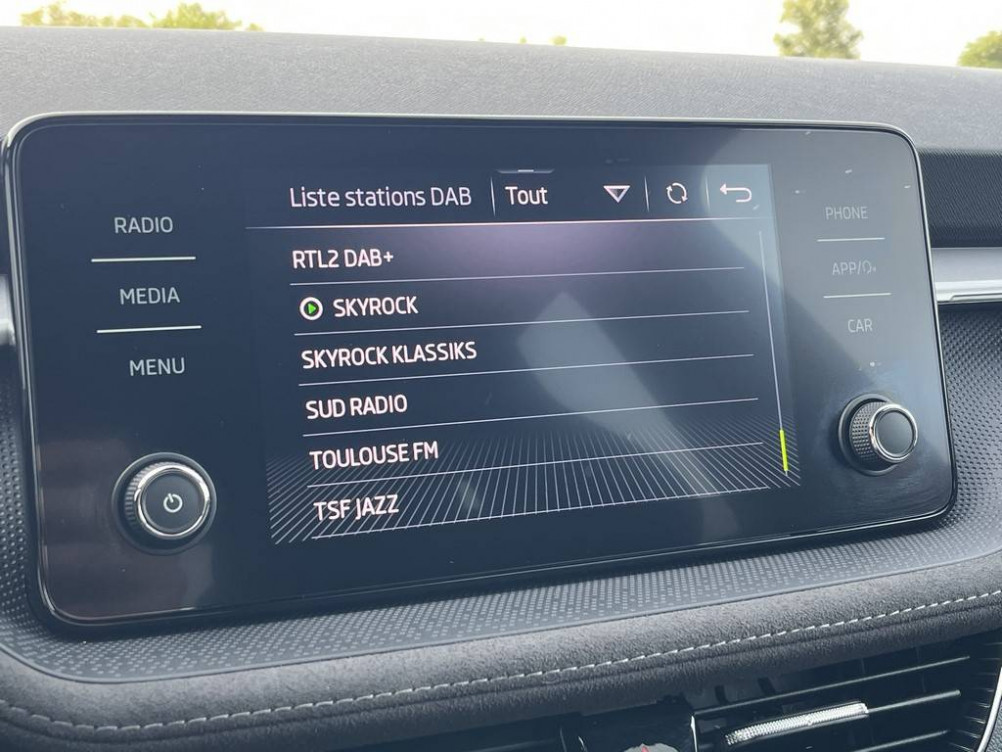 Liste stations DAB Tout
RADIO
MEDIA
MENU
RTL2 DAB+
SKYROCK
SKYROCK KLASSIKS
SUD RADIO
TOULOUSE FM
TSF JAZZ
PHONE
APP/
CAR